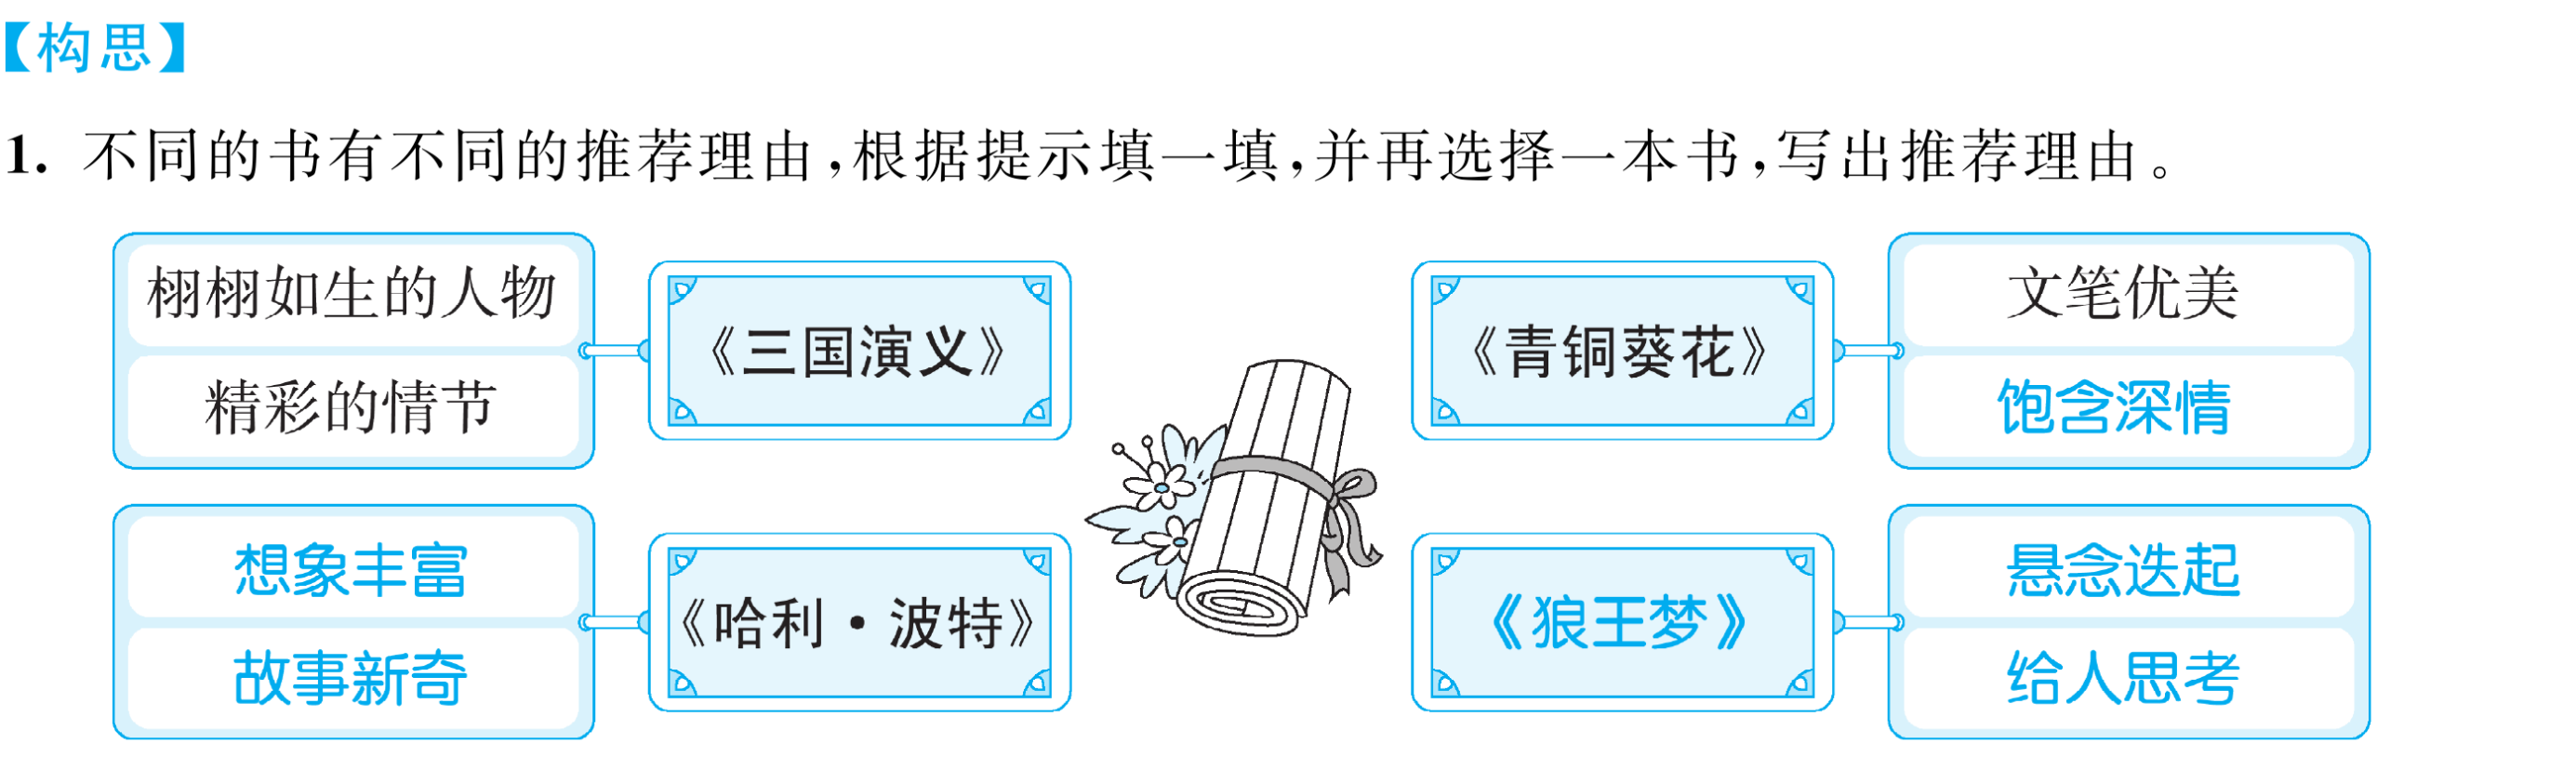 【构思】
1. 不同的书有不同的推荐理由,根据提示填一填,并再选择一本书,写出推荐理由。
栩栩如生的人物
精彩的情节
《三国演义》
《青铜葵花》
文笔优美
饱含深情
想象丰富
故事新奇
《哈利·波特》
《狼王梦》
悬念迭起
给人思考